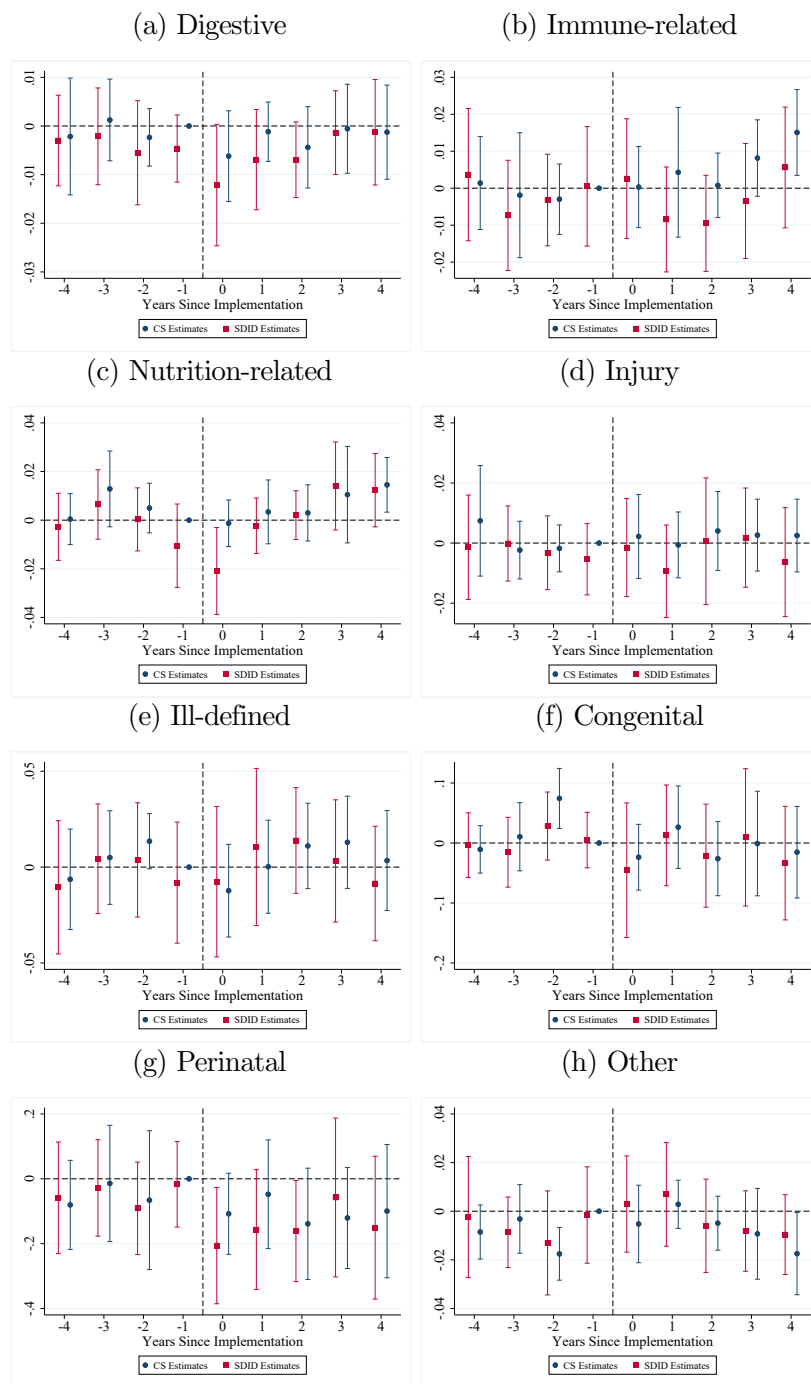 (a) Digestive
.01
0
-.01
-.02
-.03
-4 -3 -2 -1 0 1 2 3 4
Years Since Implementation
CS Estimates SDID Estimates
(b) Immune-related
.03
.02
.01
0
-.01
-.02
-4 -3 -2 -1 0 1 2 3 4
Years Since Implementation
CS Estimates SDID Estimates
(c) Nutrition-related
.04
.02
0
-.02
-.04
-4 -3 -2 -1 0 1 2 3 4
Years Since Implementation
CS Estimates SDID Estimates
(d) Injury
.04
.02
0
-.02
-4 -3 -2 -1 0 1 2 3 4
Years Since Implementation
CS Estimates SDID Estimates
(e) Ill-defined
.05
0
-.05
-4 -3 -2 -1 0 1 2 3 4
Years Since Implementation
CS Estimates SDID Estimates
(f) Congenital
.1
0
-.1
-.2
-4 -3 -2 -1 0 1 2 3 4
Years Since Implementation
CS Estimates SDID Estimates
(g) Perinatal
.2
0
-.2
-.4
-4 -3 -2 -1 0 1 2 3 4
Years Since Implementation
CS Estimates SDID Estimates
(h) Other
.04
.02
0
-.02
-.04
-4 -3 -2 -1 0 1 2 3 4
Years Since Implementation
CS Estimates SDID Estimates